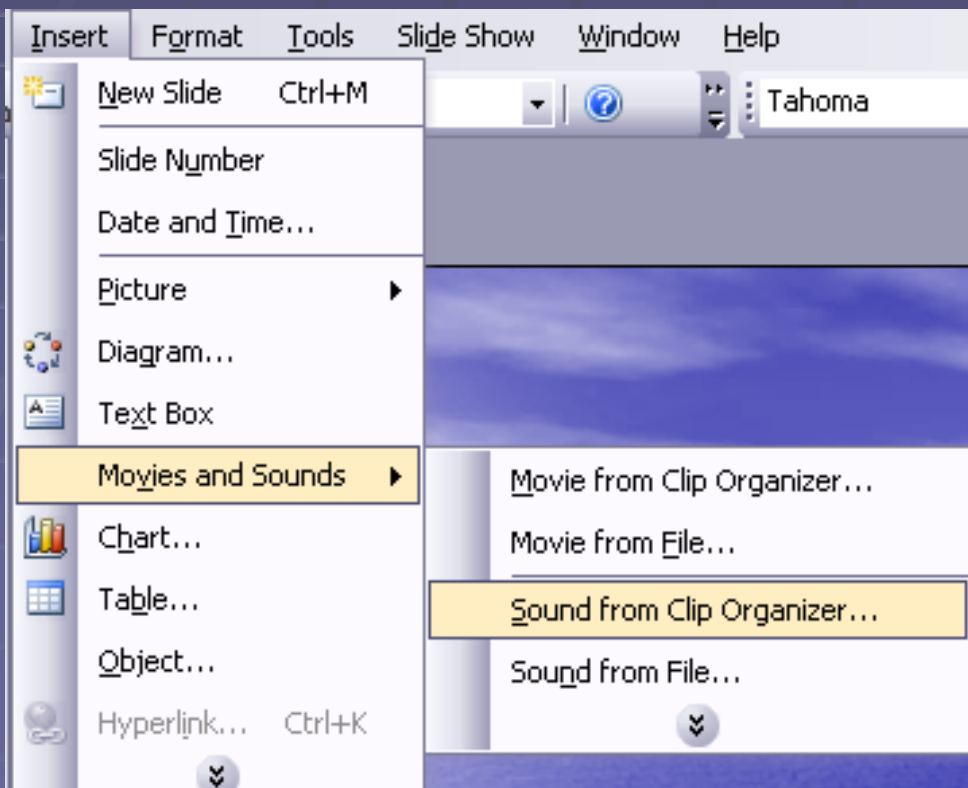 Insert Format Tools Slide Show Window Help
New Slide Ctrl+M
Tahoma
Slide Number
Date and Time...
Picture
Diagram...
Text Box
Movies and Sounds
Movie from Clip Organizer...
Movie from File...
Sound from Clip Organizer...
Sound from File...
Chart...
Table...
Object...
Hyperlink... Ctrl+K